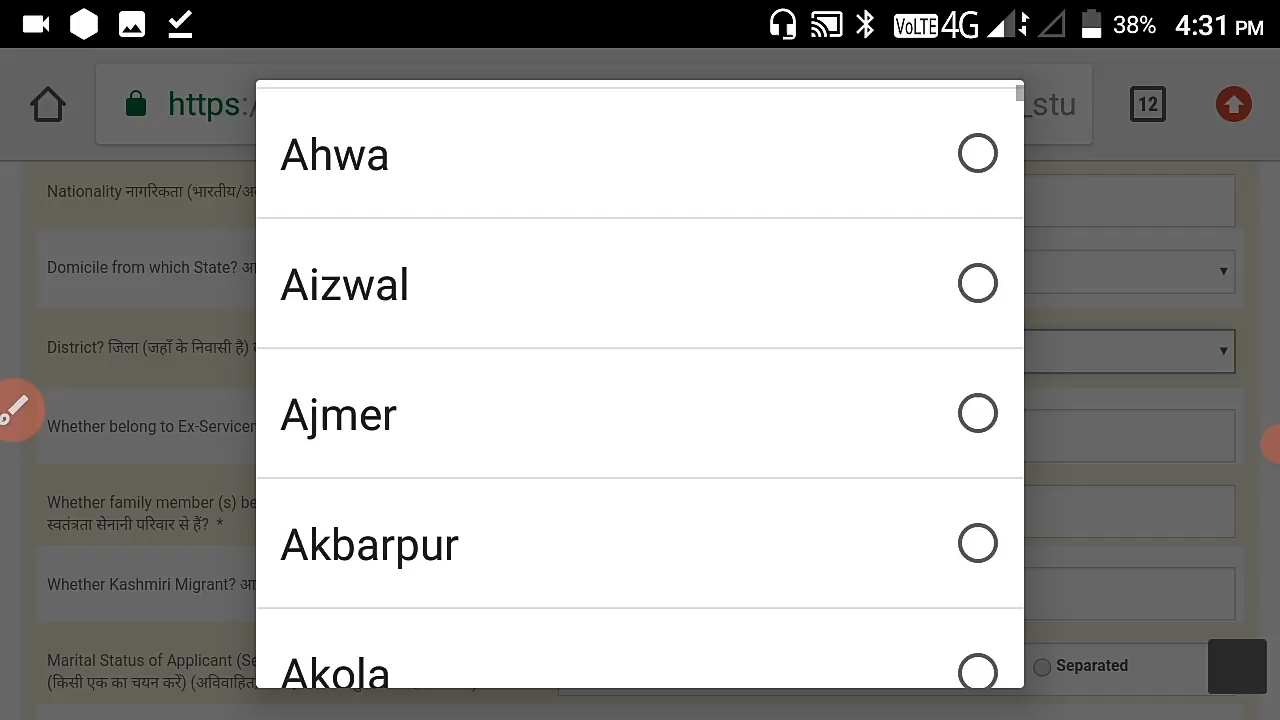 VoLTE 4G 38% 4:31 PM
https:/ _stu 12
Ahwa
Aizwal
Ajmer
Akbarpur
Akola
Nationality नागरिकता (भारतीय/अ
Domicile from which State?
District? जिला (जहाँ के निवासी है)
Whether belong to Ex-Servicen
Whether family member (s) be
स्वतंत्रता सेनानी परिवार से हैं? *
Whether Kashmiri Migrant?
Marital Status of Applicant (Se
(किसी एक का चयन करें) (अविवाहित
Separated